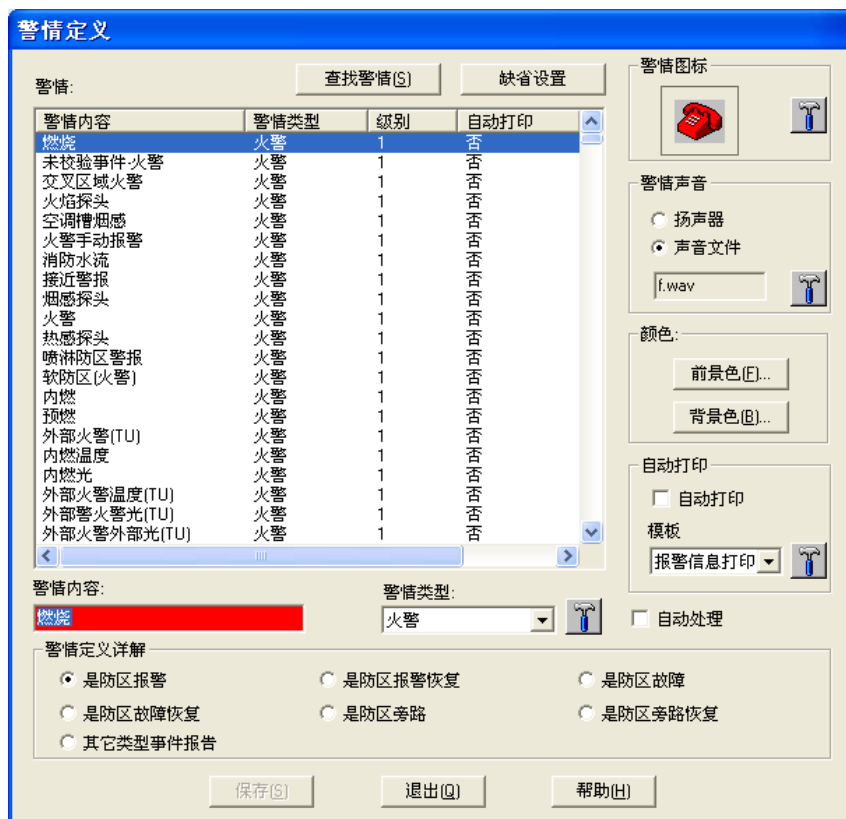 警情定义
警情:
查找警情(S)
缺省设置
警情内容 警情类型 级别 自动打印
燃烧 火警 1 否
未校验事件·火警 火警 1 否
交叉区域火警 火警 1 否
火焰探头 火警 1 否
空调槽烟感 火警 1 否
火警手动报警 火警 1 否
消防水流 火警 1 否
接近警报 火警 1 否
烟感探头 火警 1 否
火警 火警 1 否
热感探头 火警 1 否
喷淋防区警报 火警 1 否
软防区(火警) 火警 1 否
内燃 火警 1 否
预燃 火警 1 否
外部火警(TU) 火警 1 否
内燃温度 火警 1 否
内燃光 火警 1 否
外部火警温度(TU) 火警 1 否
外部警火警光(TU) 火警 1 否
外部火警外部光(TU) 火警 1 否
警情图标
警情声音
扬声器
声音文件
f.wav
颜色:
前景色(F)...
背景色(B)...
自动打印
自动打印
模板
报警信息打印
自动处理
警情内容:
燃烧
警情类型:
火警
警情定义详解
是防区报警 是防区报警恢复 是防区故障
是防区故障恢复 是防区旁路 是防区旁路恢复
其它类型事件报告
保存(S) 退出(Q) 帮助(H)